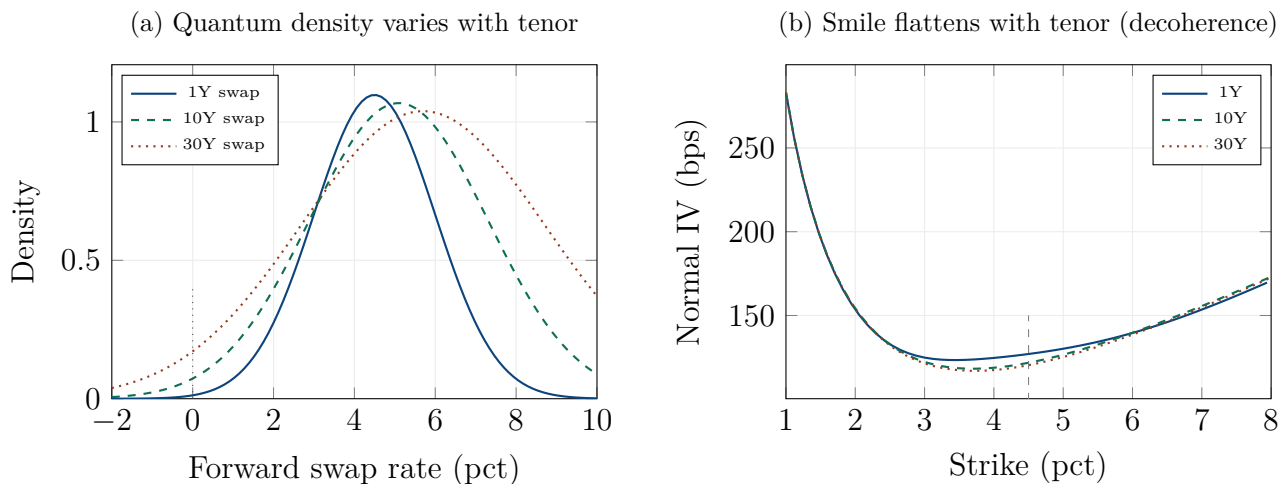 (a) Quantum density varies with tenor
1Y swap
10Y swap
30Y swap
Density
1
0.5
0
−2 0 2 4 6 8 10
Forward swap rate (pct)
(b) Smile flattens with tenor (decoherence)
1Y
10Y
30Y
Normal IV (bps)
250
200
150
1 2 3 4 5 6 7 8
Strike (pct)